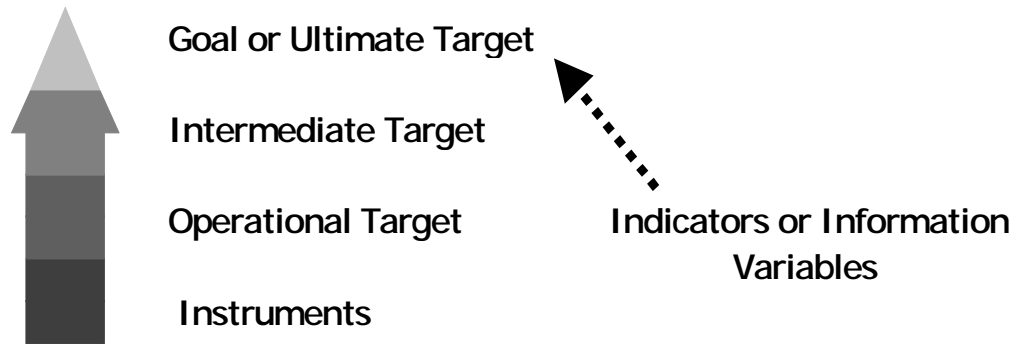 Goal or Ultimate Target
Intermediate Target
Operational Target
Indicators or Information
Variables
Instruments